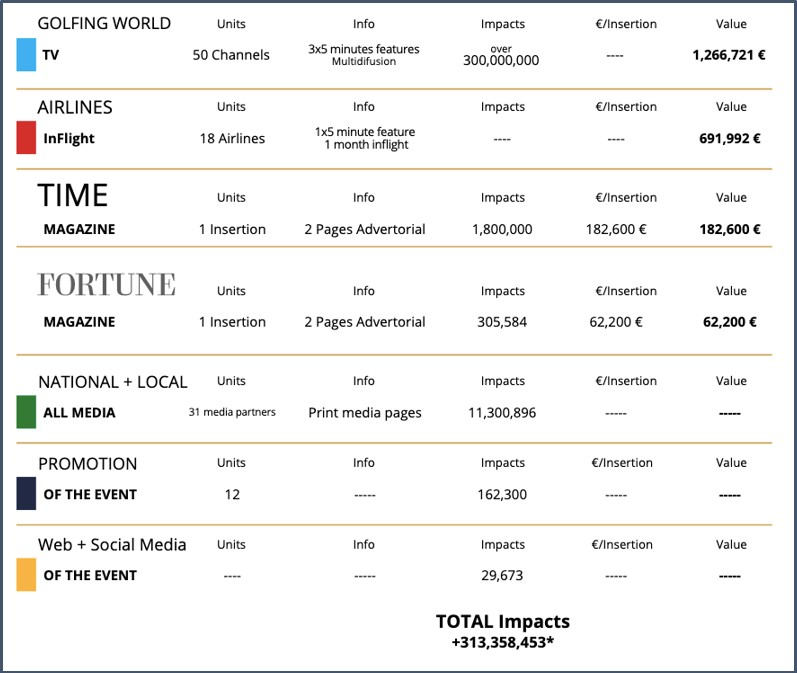 GOLFING WORLD Units Info Impacts €/Insertion Value
TV 50 Channels 3x5 minutes features Multidifusion over 300,000,000 ---- 1,266,721 €
AIRLINES Units Info Impacts €/Insertion Value
InFlight 18 Airlines 1x5 minute feature 1 month inflight ---- ---- 691,992 €
TIME Units Info Impacts €/Insertion Value
MAGAZINE 1 Insertion 2 Pages Advertorial 1,800,000 182,600 € 182,600 €
FORTUNE Units Info Impacts €/Insertion Value
MAGAZINE 1 Insertion 2 Pages Advertorial 305,584 62,200 € 62,200 €
NATIONAL + LOCAL Units Info Impacts €/Insertion Value
ALL MEDIA 31 media partners Print media pages 11,300,896 ----- -----
PROMOTION Units Info Impacts €/Insertion Value
OF THE EVENT 12 ----- 162,300 ----- -----
Web + Social Media Units Info Impacts €/Insertion Value
OF THE EVENT ---- ----- 29,673 ----- -----
TOTAL Impacts
+313,358,453*